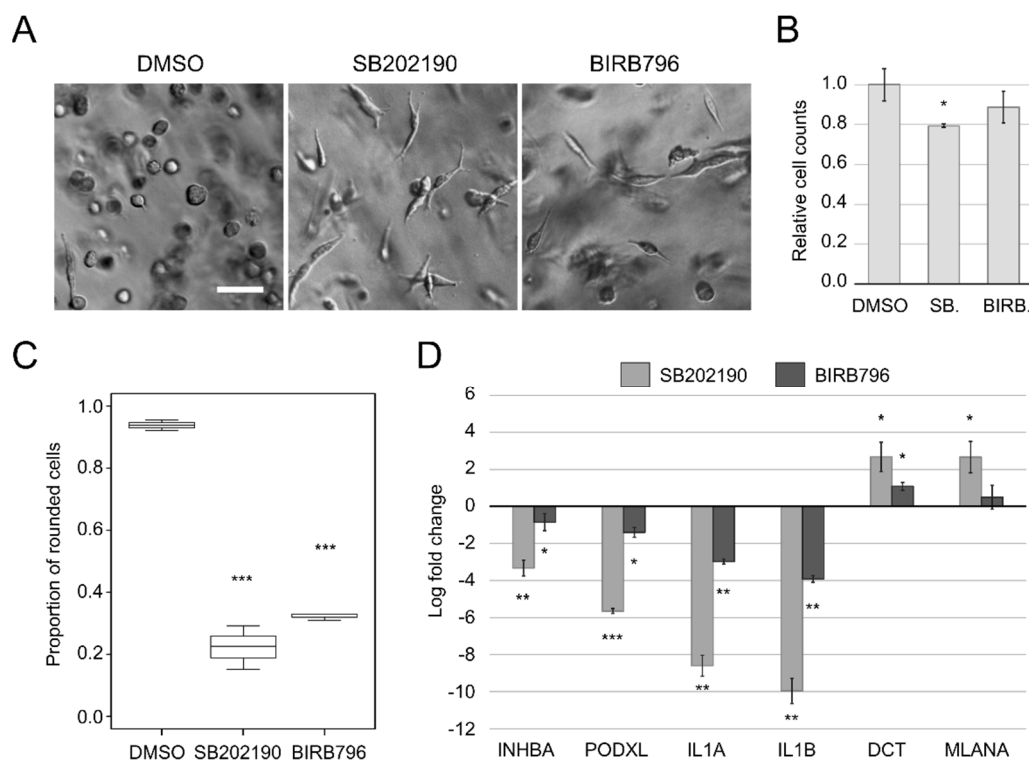 A
DMSO
SB202190
BIRB796
B
Relative cell counts
1.0
0.8
0.6
0.4
0.2
0.0
*
DMSO
SB.
BIRB.
C
Proportion of rounded cells
1.0
0.8
0.6
0.4
0.2
0.0
***
***
DMSO
SB202190
BIRB796
D
SB202190
BIRB796
Log fold change
6
4
2
0
-2
-4
-6
-8
-10
-12
**
*
***
*
**
**
**
**
*
*
*
INHBA
PODXL
IL1A
IL1B
DCT
MLANA